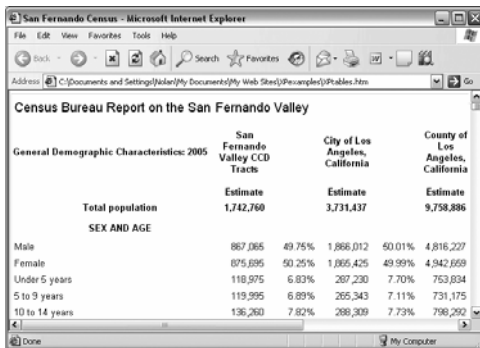 San Fernando Census - Microsoft Internet Explorer
File Edit View Favorites Tools Help
Back Search Favorites
Address C:\Documents and Settings\Nolan\My Documents\My Web Sites\XPexamples\XPtables.htm Go
Census Bureau Report on the San Fernando Valley
General Demographic Characteristics: 2005
San
Fernando
Valley CCD
Tracts
City of Los
Angeles,
California
County of
Los
Angeles,
California
Estimate Estimate Estimate
Total population 1,742,760 3,731,437 9,758,886
SEX AND AGE
Male 867,065 49.75% 1,866,012 50.01% 4,816,227
Female 875,695 50.25% 1,865,425 49.99% 4,942,659
Under 5 years 118,975 6.83% 287,230 7.70% 753,834
5 to 9 years 119,995 6.89% 265,343 7.11% 731,175
10 to 14 years 136,260 7.82% 288,309 7.73% 798,292
Done My Computer